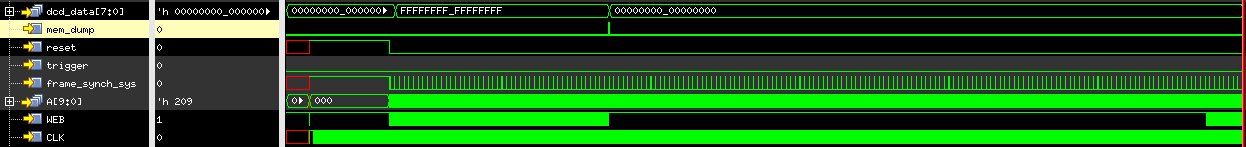 dcd_data[7:0] 'h 00000000_000000 00000000_000000 FFFFFFFF_FFFFFFFF 00000000_00000000
mem_dump 0
reset 0
trigger 0
frame_synch_sys 0
A[9:0] 'h 209 0 000
WEB 1
CLK 0